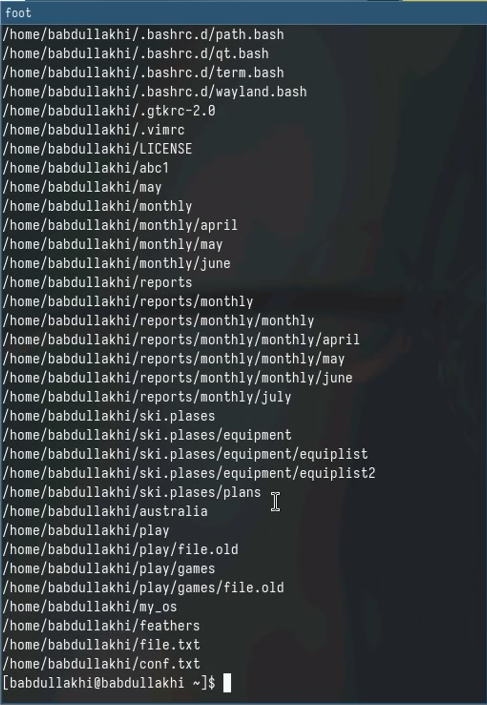 foot
/home/babdullakhi/.bashrc.d/path.bash
/home/babdullakhi/.bashrc.d/qt.bash
/home/babdullakhi/.bashrc.d/term.bash
/home/babdullakhi/.bashrc.d/wayland.bash
/home/babdullakhi/.gtkrc-2.0
/home/babdullakhi/.vimrc
/home/babdullakhi/LICENSE
/home/babdullakhi/abc1
/home/babdullakhi/may
/home/babdullakhi/monthly
/home/babdullakhi/monthly/april
/home/babdullakhi/monthly/may
/home/babdullakhi/monthly/june
/home/babdullakhi/reports
/home/babdullakhi/reports/monthly
/home/babdullakhi/reports/monthly/monthly
/home/babdullakhi/reports/monthly/monthly/april
/home/babdullakhi/reports/monthly/monthly/may
/home/babdullakhi/reports/monthly/monthly/june
/home/babdullakhi/reports/monthly/july
/home/babdullakhi/ski.plases
/home/babdullakhi/ski.plases/equipment
/home/babdullakhi/ski.plases/equipment/equiplist
/home/babdullakhi/ski.plases/equipment/equiplist2
/home/babdullakhi/ski.plases/plans
/home/babdullakhi/australia
/home/babdullakhi/play
/home/babdullakhi/play/file.old
/home/babdullakhi/play/games
/home/babdullakhi/play/games/file.old
/home/babdullakhi/my_os
/home/babdullakhi/feathers
/home/babdullakhi/file.txt
/home/babdullakhi/conf.txt
[babdullakhi@babdullakhi ~]$